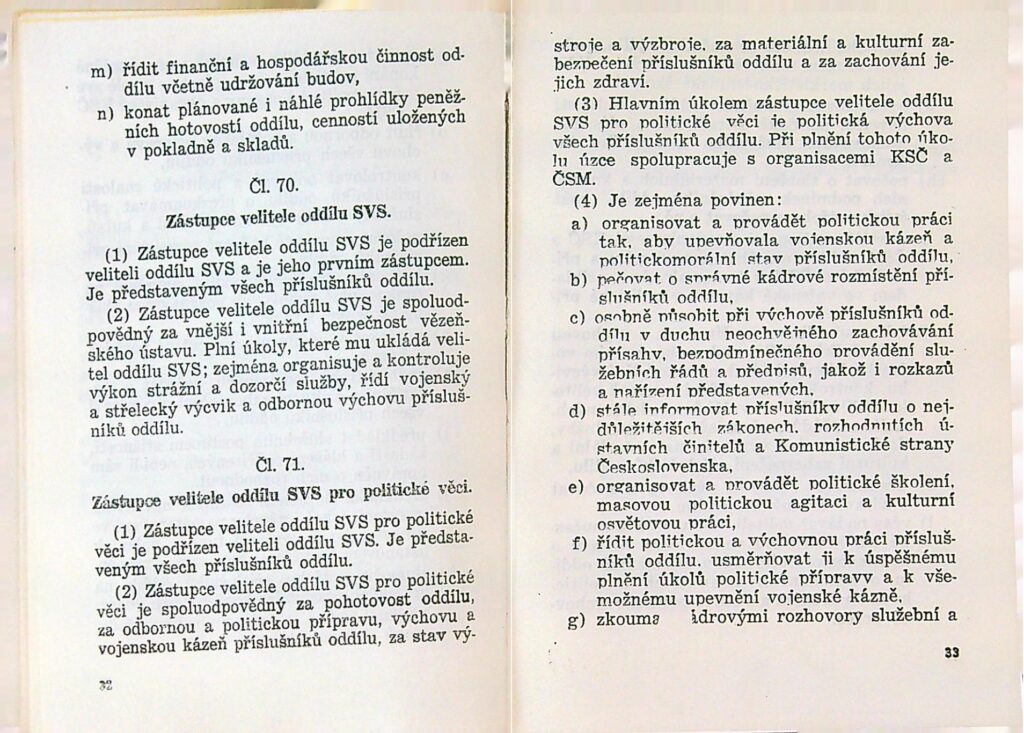 m) řídit finanční a hospodářskou činnost od-
dílu včetně udržování budov,
n) konat plánované i náhlé prohlídky peněž-
ních hotovostí oddílu, cenností uložených
v pokladně a skladů.
Čl. 70.
Zástupce velitele oddílu SVS.
(1) Zástupce velitele oddílu SVS je podřízen
veliteli oddílu SVS a je jeho prvním zástupcem.
Je představeným všech příslušníků oddílu.
(2) Zástupce velitele oddílu SVS je spoluod-
povědný za vnější i vnitřní bezpečnost vězeň-
ského ústavu. Plní úkoly, které mu ukládá veli-
tel oddílu SVS; zejména organisuje a kontroluje
výkon strážní a dozorčí služby, řídí vojenský
a střelecký výcvik a odbornou výchovu přísluš-
níků oddílu.
Čl. 71.
Zástupce velitele oddílu SVS pro politické věci.
(1) Zástupce velitele oddílu SVS pro politické
věci je podřízen veliteli oddílu SVS. Je předsta-
veným všech příslušníků oddílu.
(2) Zástupce velitele oddílu SVS pro politické
věci je spoluodpovědný za pohotovost oddílu,
za odbornou a politickou přípravu, výchovu a
vojenskou kázeň příslušníků oddílu, za stav vý-
32
stroje a výzbroje, za materiální a kulturní za-
bezpečení příslušníků oddílu a za zachování je-
jich zdraví.
(3) Hlavním úkolem zástupce velitele oddílu
SVS pro politické věci je politická výchova
všech příslušníků oddílu. Při plnění tohoto úko-
lu úzce spolupracuje s organisacemi KSČ a
ČSM.
(4) Je zejména povinen:
a) organisovat a provádět politickou práci
tak, aby upevňovala vojenskou kázeň a
politickomorální stav příslušníků oddílu,
b) pečovat o správné kádrové rozmístění pří-
slušníků oddílu,
c) osobně působit při výchově příslušníků od-
dílu v duchu neochvějného zachovávání
přísahy, bezpodmínečného provádění slu-
žebních řádů a předpisů, jakož i rozkazů
a nařízení představených,
d) stále informovat příslušníky oddílu o nej-
důležitějších zákonech, rozhodnutích ú-
stavních činitelů a Komunistické strany
Československa,
e) organisovat a provádět politické školení,
masovou politickou agitaci a kulturní
osvětovou práci,
f) řídit politickou a výchovnou práci přísluš-
níků oddílu, usměrňovat ji k úspěšnému
plnění úkolů politické přípravy a k vše-
možnému upevnění vojenské kázně,
g) rozhovory služební a
33